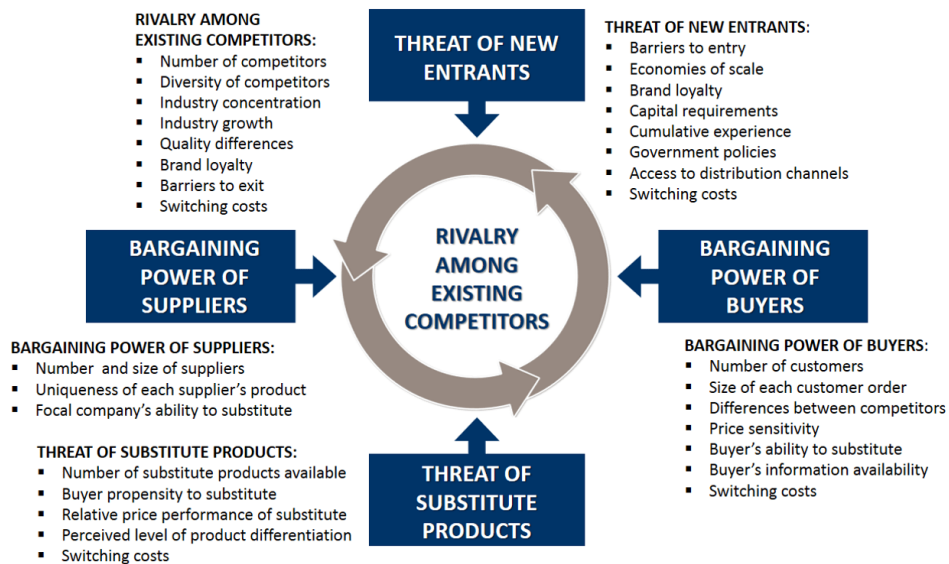 RIVALRY AMONG
EXISTING COMPETITORS:
▪ Number of competitors
▪ Diversity of competitors
▪ Industry concentration
▪ Industry growth
▪ Quality differences
▪ Brand loyalty
▪ Barriers to exit
▪ Switching costs
THREAT OF NEW
ENTRANTS
THREAT OF NEW ENTRANTS:
▪ Barriers to entry
▪ Economies of scale
▪ Brand loyalty
▪ Capital requirements
▪ Cumulative experience
▪ Government policies
▪ Access to distribution channels
▪ Switching costs
BARGAINING
POWER OF
SUPPLIERS
RIVALRY
AMONG
EXISTING
COMPETITORS
BARGAINING
POWER OF
BUYERS
BARGAINING POWER OF SUPPLIERS:
▪ Number and size of suppliers
▪ Uniqueness of each supplier’s product
▪ Focal company’s ability to substitute
BARGAINING POWER OF BUYERS:
▪ Number of customers
▪ Size of each customer order
▪ Differences between competitors
▪ Price sensitivity
▪ Buyer’s ability to substitute
▪ Buyer’s information availability
▪ Switching costs
THREAT OF SUBSTITUTE PRODUCTS:
▪ Number of substitute products available
▪ Buyer propensity to substitute
▪ Relative price performance of substitute
▪ Perceived level of product differentiation
▪ Switching costs
THREAT OF
SUBSTITUTE
PRODUCTS